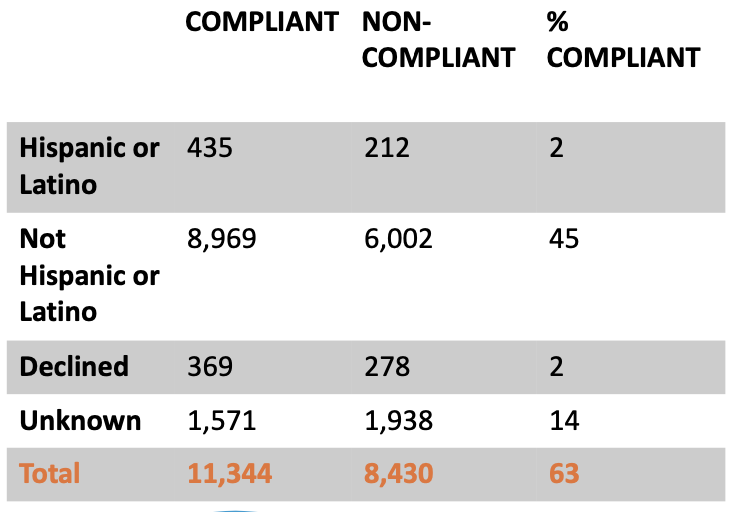 COMPLIANT NON-COMPLIANT % COMPLIANT
Hispanic or Latino 435 212 2
Not Hispanic or Latino 8,969 6,002 45
Declined 369 278 2
Unknown 1,571 1,938 14
Total 11,344 8,430 63